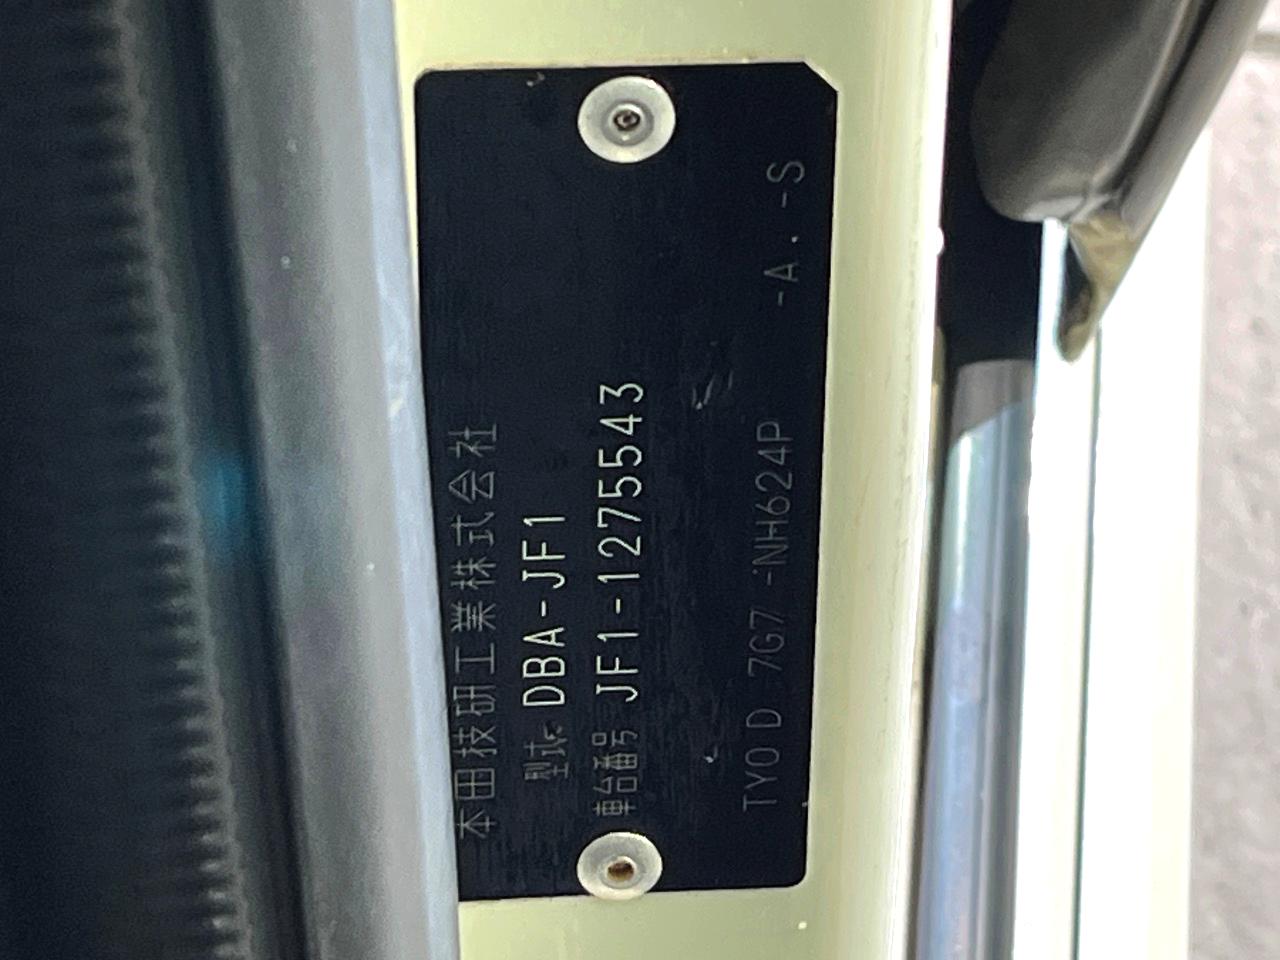 本田技研工業株式会社
型式 DBA-JF1
車台番号 JF1-1275543
TY0 D 7G7 -NH624P -A. -S